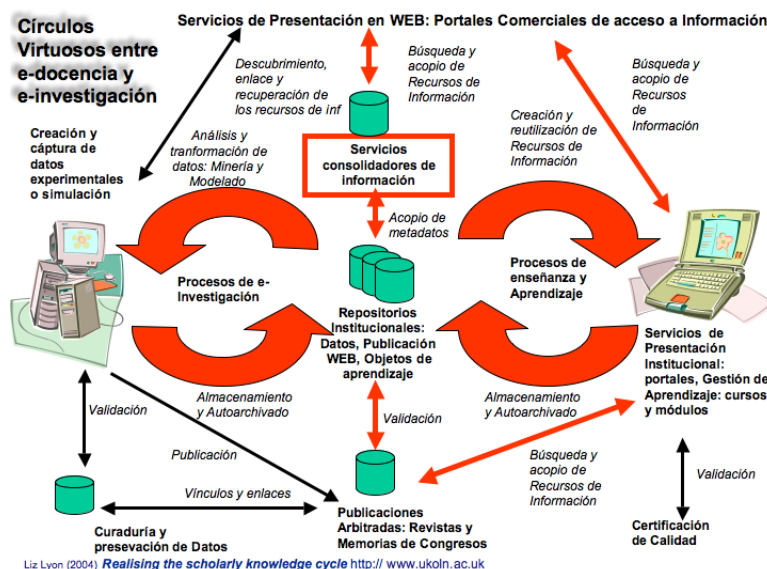 Círculos
Virtuosos entre
e-docencia y
e-investigación
Servicios de Presentación en WEB: Portales Comerciales de acceso a Información
Descubrimiento,
enlace y
recuperación de
los recursos de inf
Búsqueda y
acopio de
Recursos de
Información
Búsqueda y
acopio de
Recursos
de
Información
Creación y
cáptura de
datos
experimentales
o simulación
Análisis y
tranformación de
datos: Minería y
Modelado
Creación y
reutilización de
Recursos de
Información
Servicios
consolidadores de
información
Acopio de
metadatos
Procesos de e-
Investigación
Procesos de
enseñanza y
Aprendizaje
Repositorios
Institucionales:
Datos, Publicación
WEB, Objetos de
aprendizaje
Servicios de
Presentación
Institucional:
portales, Gestión de
Aprendizaje: cursos
y módulos
Almacenamiento
y Autoarchivado
Almacenamiento
y Autoarchivado
Validación
Validación
Publicación
Búsqueda y
acopio de
Recursos de
Información
Validación
Vínculos y enlaces
Curaduría y
presevación de Datos
Publicaciones
Arbitradas: Revistas y
Memorias de Congresos
Certificación
de Calidad
Liz Lyon (2004) Realising the scholarly knowledge cycle http:// www.ukoln.ac.uk